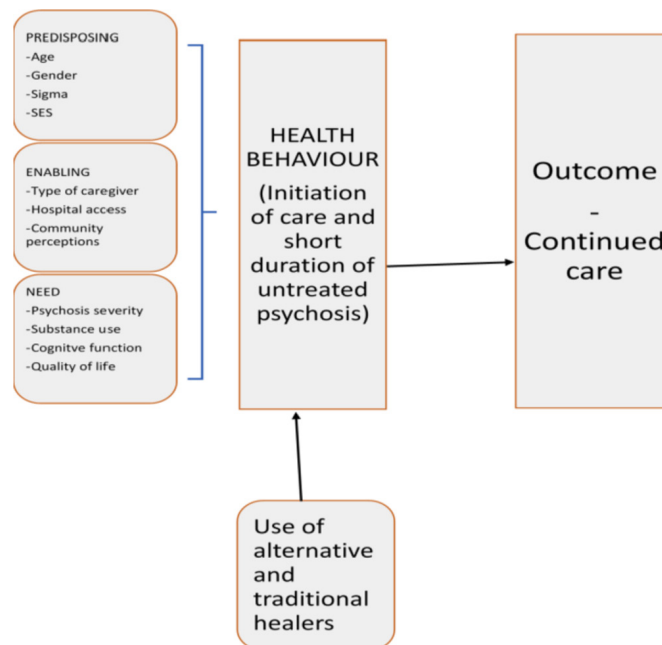 PREDISPOSING
-Age
-Gender
-Sigma
-SES
ENABLING
-Type of caregiver
-Hospital access
-Community
perceptions
NEED
-Psychosis severity
-Substance use
-Cognitve function
-Quality of life
HEALTH
BEHAVIOUR
(Initiation
of care and
short
duration of
untreated
psychosis)
Outcome
-
Continued
care
Use of
alternative
and
traditional
healers